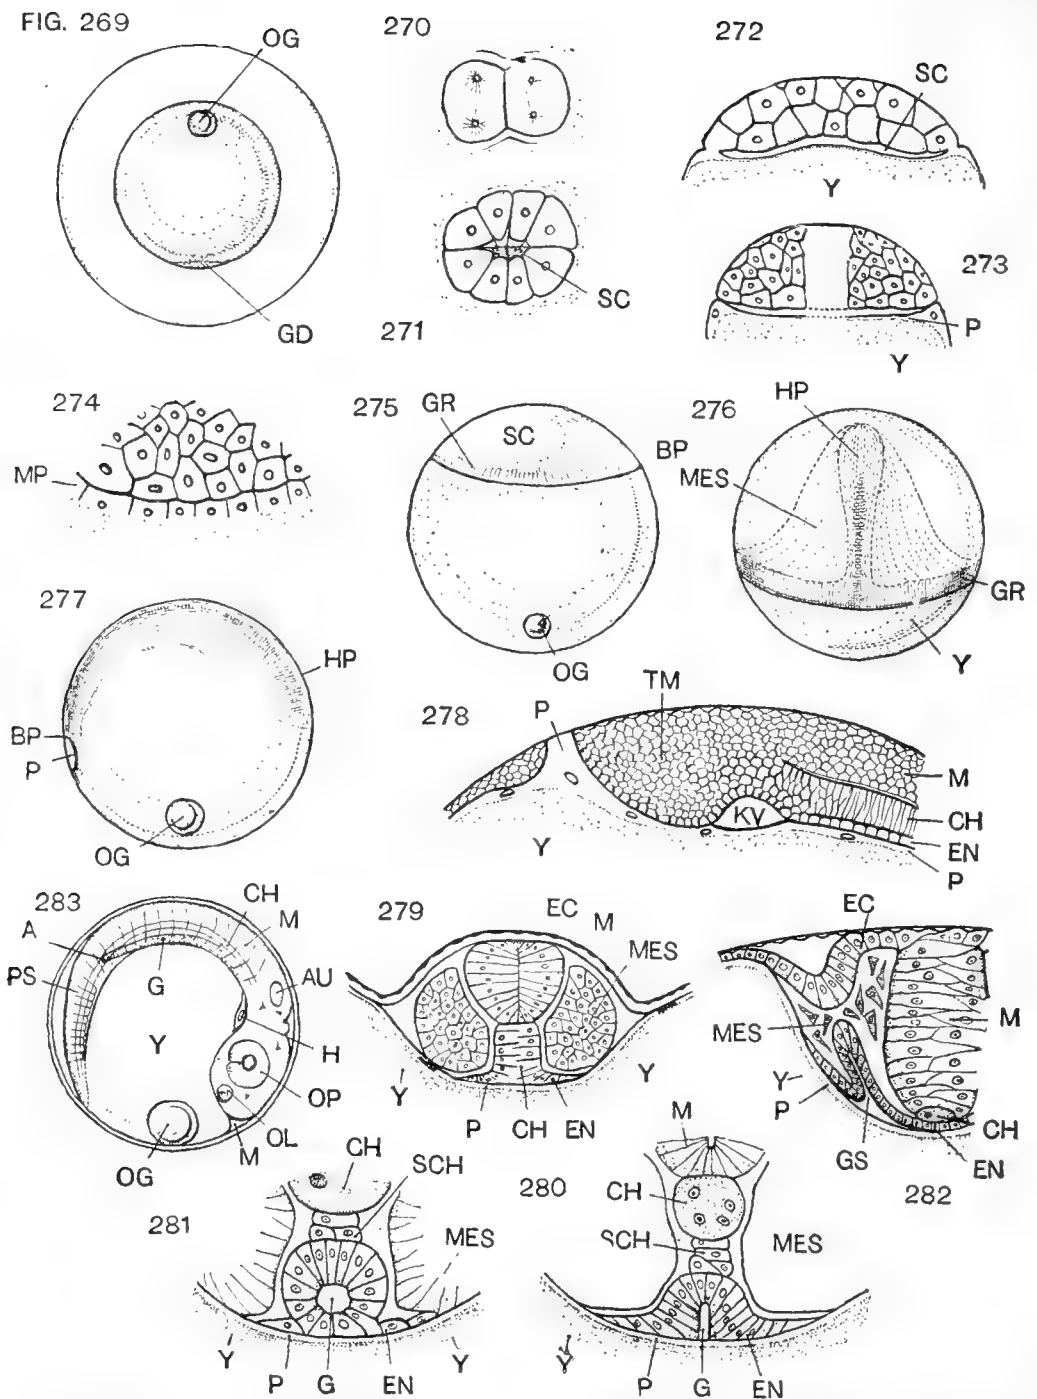 FIG. 269
OG
GD
270
271
SC
272
SC
Y
273
P
Y
274
MP
275
GR
SC
OG
276
HP
BP
MES
GR
Y
277
HP
BP
P
OG
278
P
TM
M
CH
EN
P
KV
Y
283
CH
M
A
G
PS
AU
Y
H
OP
OL
OG
M
279
EC
M
MES
Y
Y
P
CH
EN
EC
MES
M
Y
P
GS
CH
EN
282
281
CH
SCH
MES
Y
Y
P
G
EN
280
M
CH
SCH
MES
Y
P
G
EN